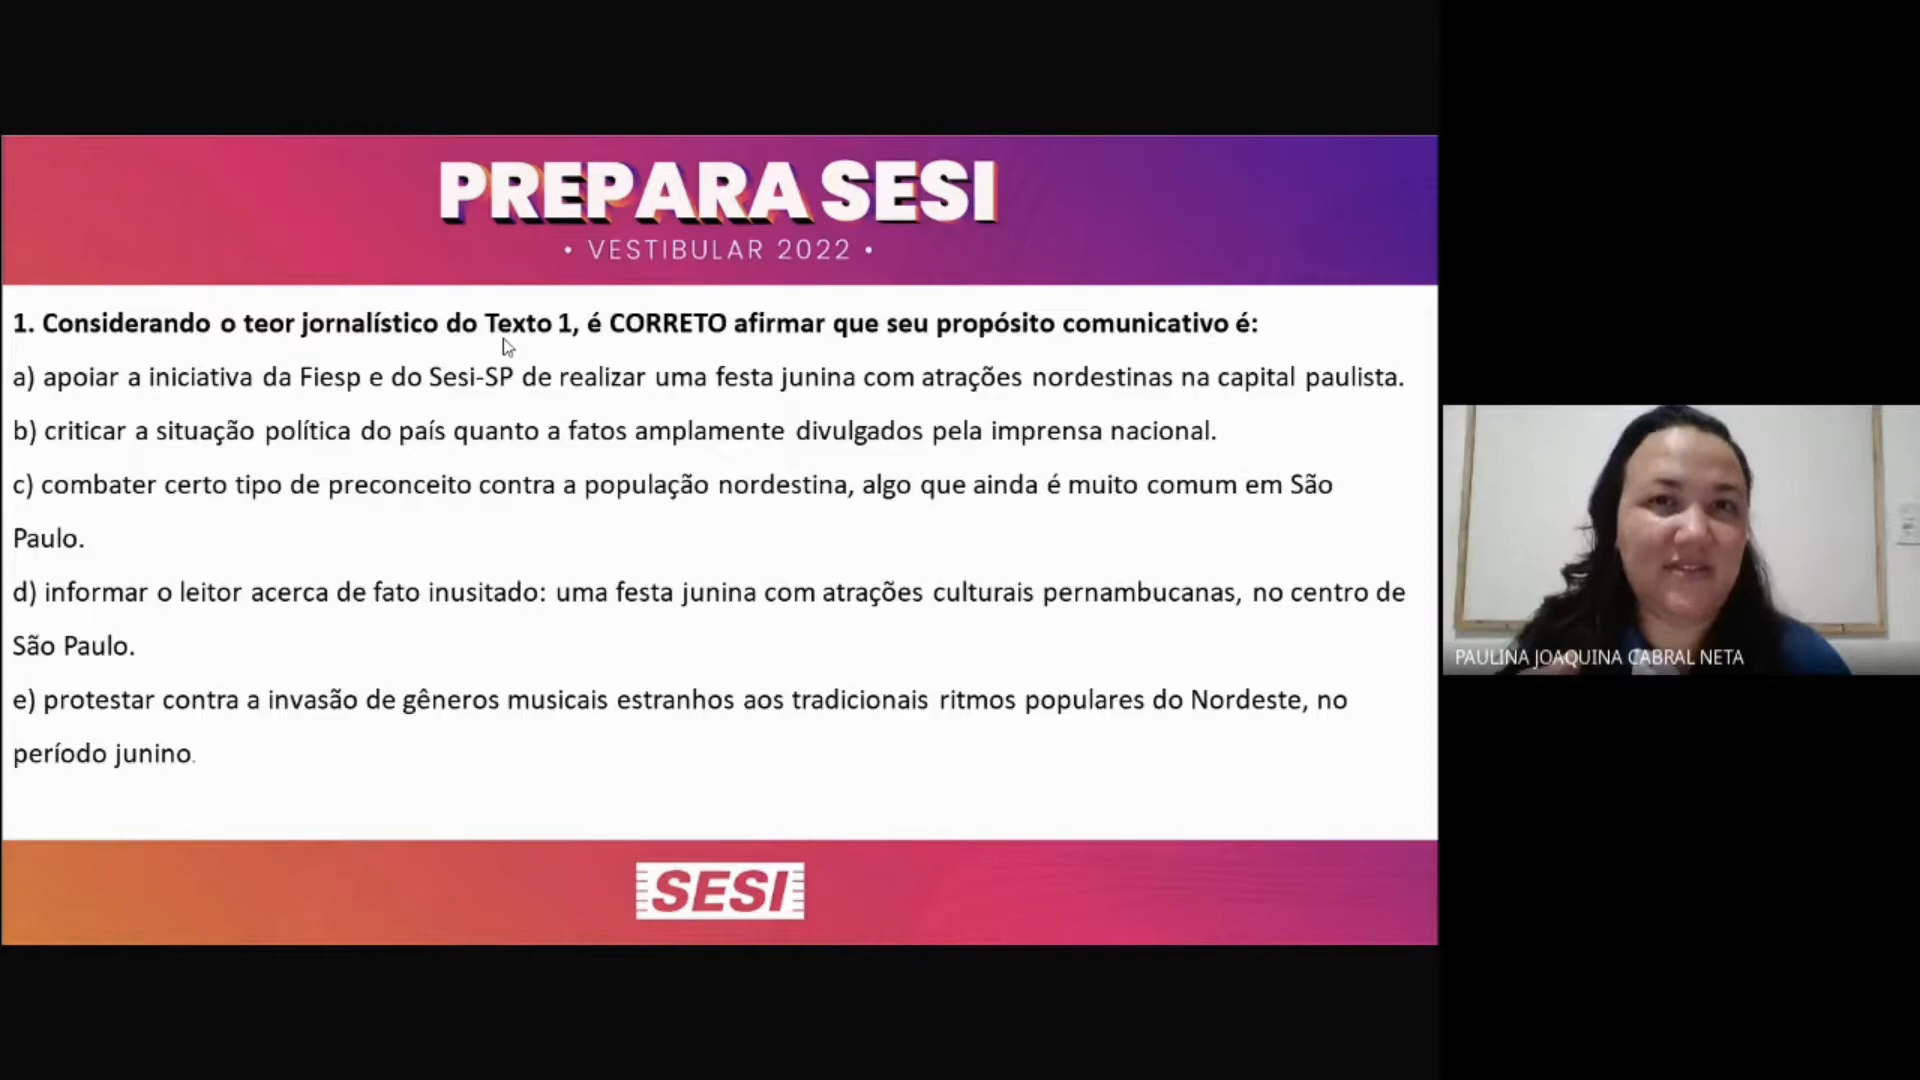 PREPARA SESI
• VESTIBULAR 2022 •
1. Considerando o teor jornalístico do Texto 1, é CORRETO afirmar que seu propósito comunicativo é:
a) apoiar a iniciativa da Fiesp e do Sesi-SP de realizar uma festa junina com atrações nordestinas na capital paulista.
b) criticar a situação política do país quanto a fatos amplamente divulgados pela imprensa nacional.
c) combater certo tipo de preconceito contra a população nordestina, algo que ainda é muito comum em São
Paulo.
d) informar o leitor acerca de fato inusitado: uma festa junina com atrações culturais pernambucanas, no centro de
São Paulo.
e) protestar contra a invasão de gêneros musicais estranhos aos tradicionais ritmos populares do Nordeste, no
período junino.
PAULINA JOAQUINA CABRAL NETA
SESI